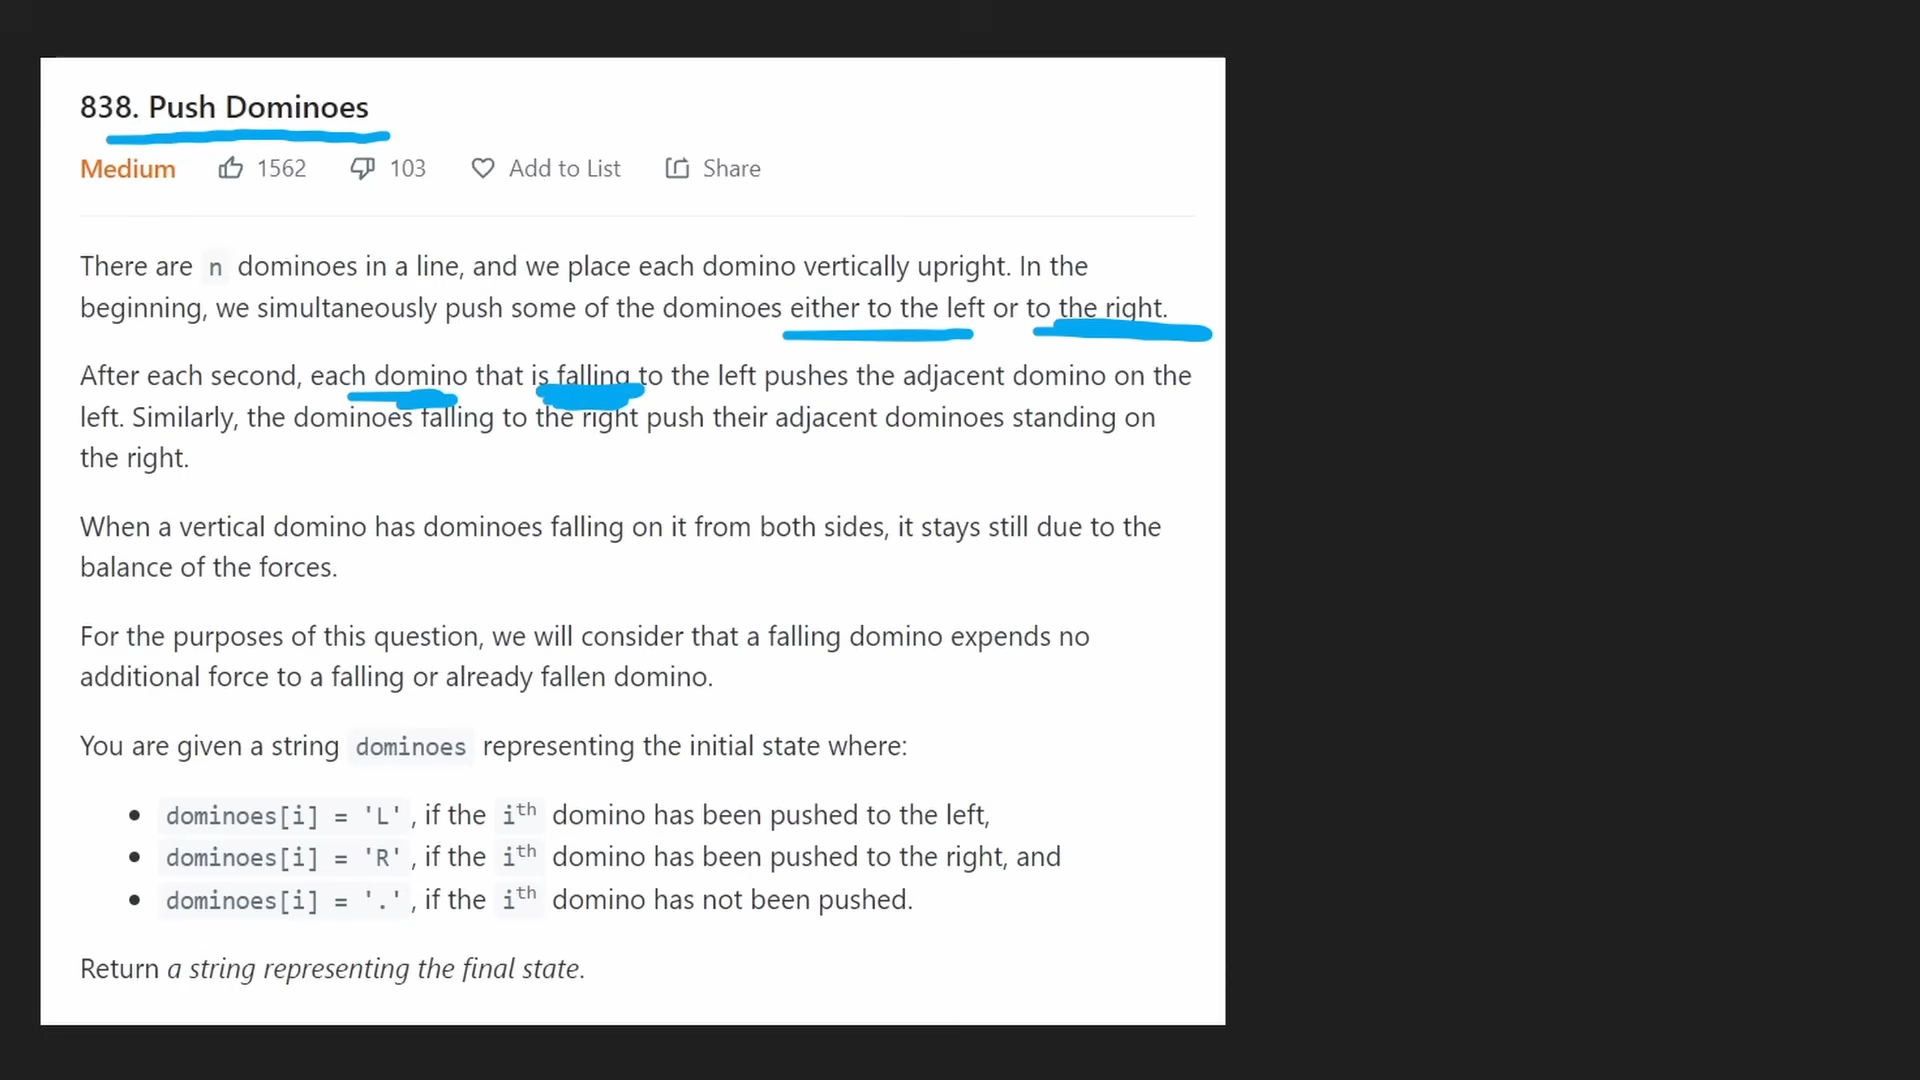 838. Push Dominoes
Medium 1562 103 Add to List Share
There are n dominoes in a line, and we place each domino vertically upright. In the
beginning, we simultaneously push some of the dominoes either to the left or to the right.
After each second, each domino that is falling to the left pushes the adjacent domino on the
left. Similarly, the dominoes falling to the right push their adjacent dominoes standing on
the right.
When a vertical domino has dominoes falling on it from both sides, it stays still due to the
balance of the forces.
For the purposes of this question, we will consider that a falling domino expends no
additional force to a falling or already fallen domino.
You are given a string dominoes representing the initial state where:
• dominoes[i] = 'L', if the iᵗʰ domino has been pushed to the left,
• dominoes[i] = 'R', if the iᵗʰ domino has been pushed to the right, and
• dominoes[i] = '.', if the iᵗʰ domino has not been pushed.
Return a string representing the final state.